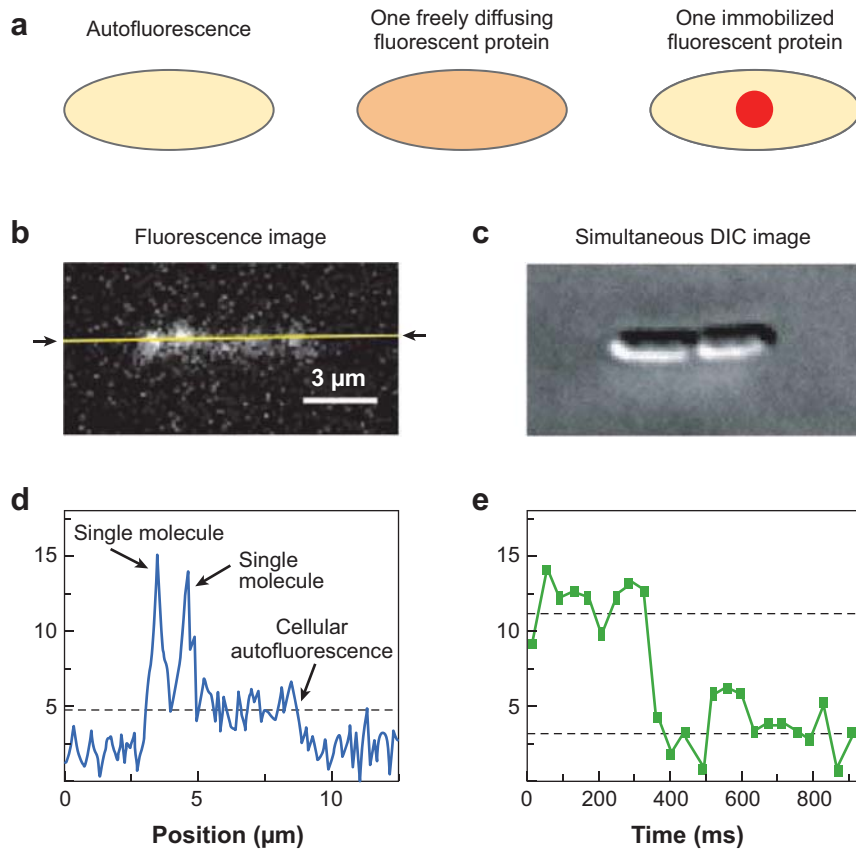 a
Autofluorescence
One freely diffusing
fluorescent protein
One immobilized
fluorescent protein
b
Fluorescence image
3 µm
c
Simultaneous DIC image
d
Single molecule
Single
molecule
Cellular
autofluorescence
15
10
5
0
5
10
Position (µm)
e
15
10
5
0
200
400
600
800
Time (ms)